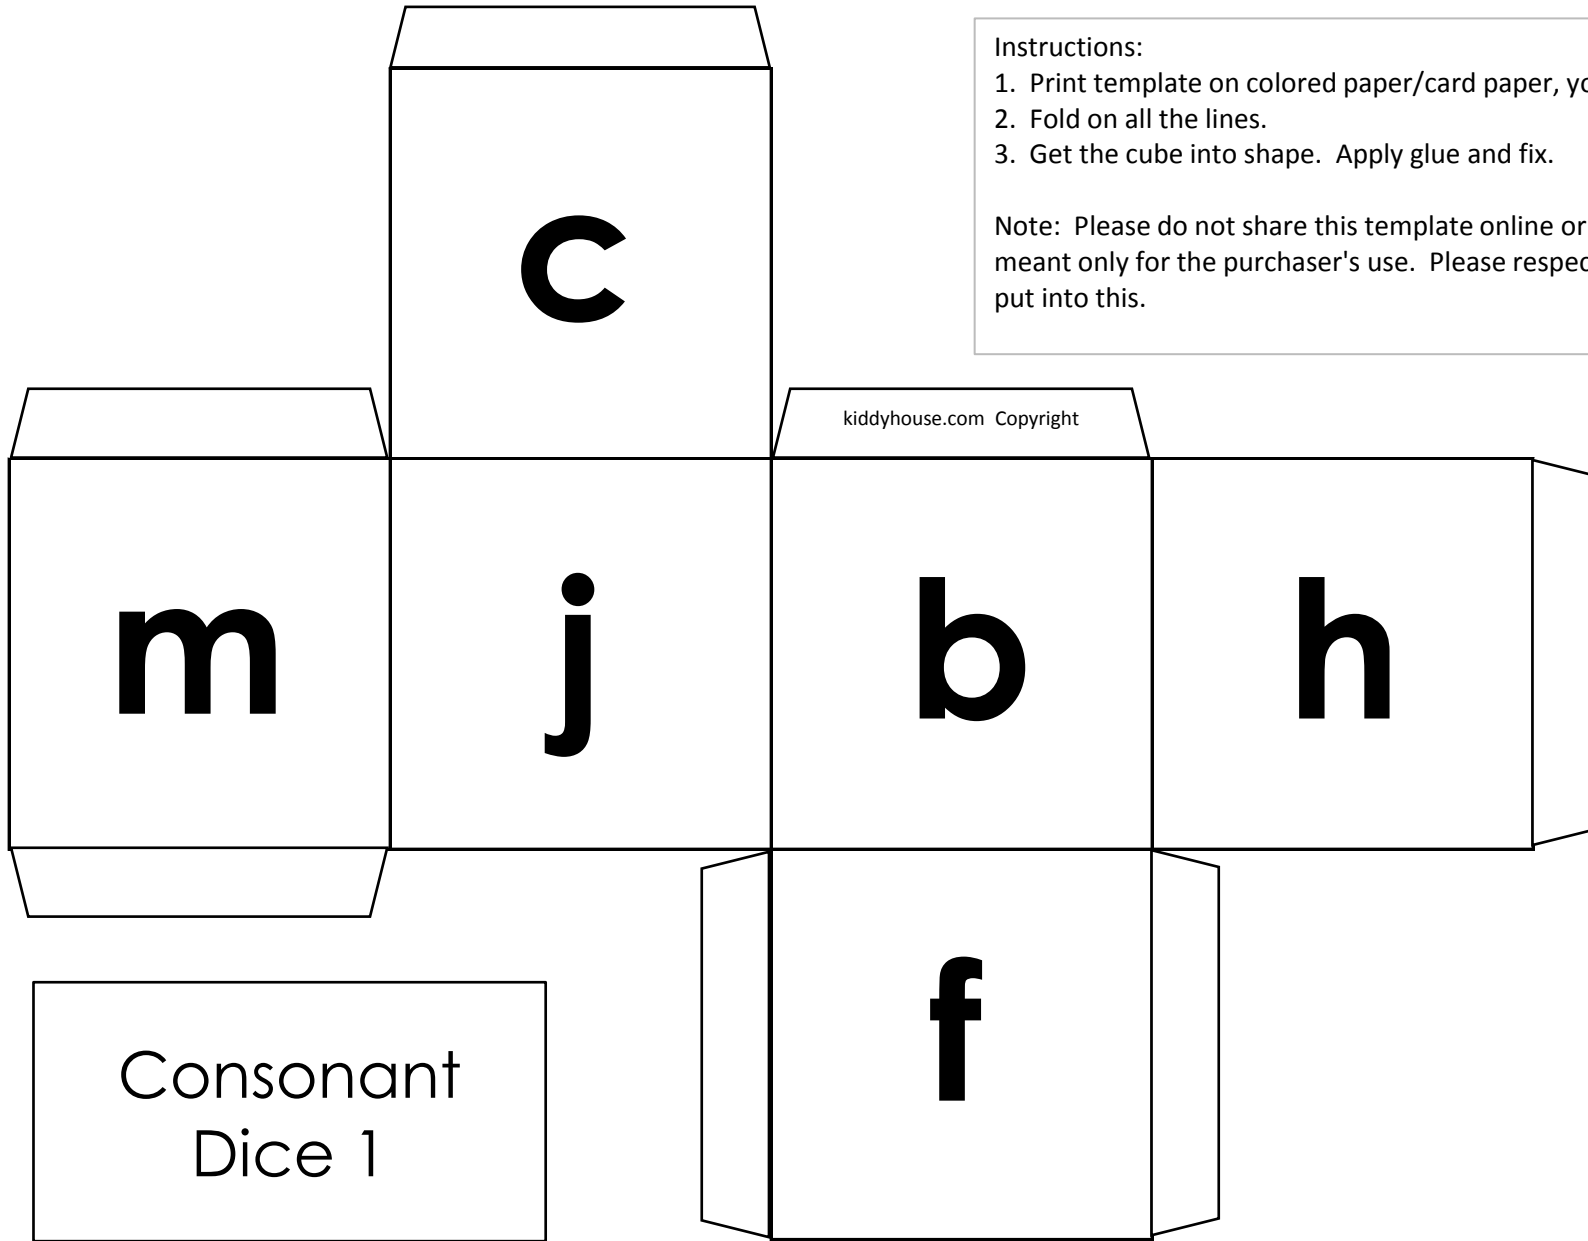 Instructions:
1. Print template on colored paper/card paper,
2. Fold on all the lines.
3. Get the cube into shape. Apply glue and fix.
Note: Please do not share this template online or
meant only for the purchaser's use. Please
put into this.
c
kiddyhouse.com Copyright
m j b h
f
Consonant
Dice 1